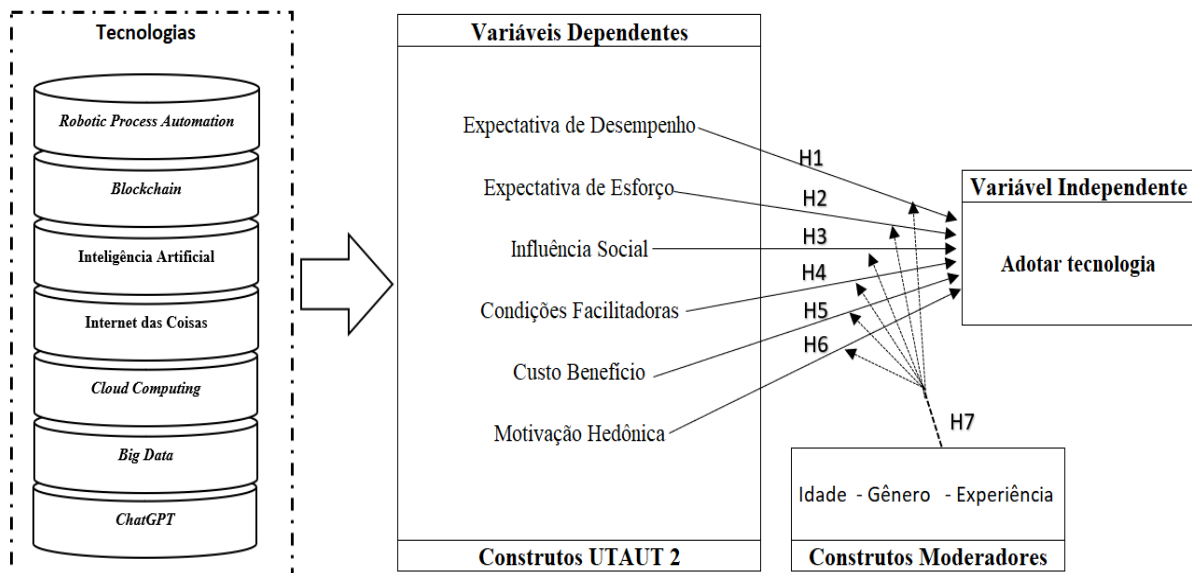 Tecnologias
Robotic Process Automation
Blockchain
Inteligência Artificial
Internet das Coisas
Cloud Computing
Big Data
ChatGPT
Variáveis Dependentes
Expectativa de Desempenho
Expectativa de Esforço
Influência Social
Condições Facilitadoras
Custo Benefício
Motivação Hedônica
Construtos UTAUT 2
H1
H2
H3
H4
H5
H6
H7
Variável Independente
Adotar tecnologia
Idade - Gênero - Experiência
Construtos Moderadores